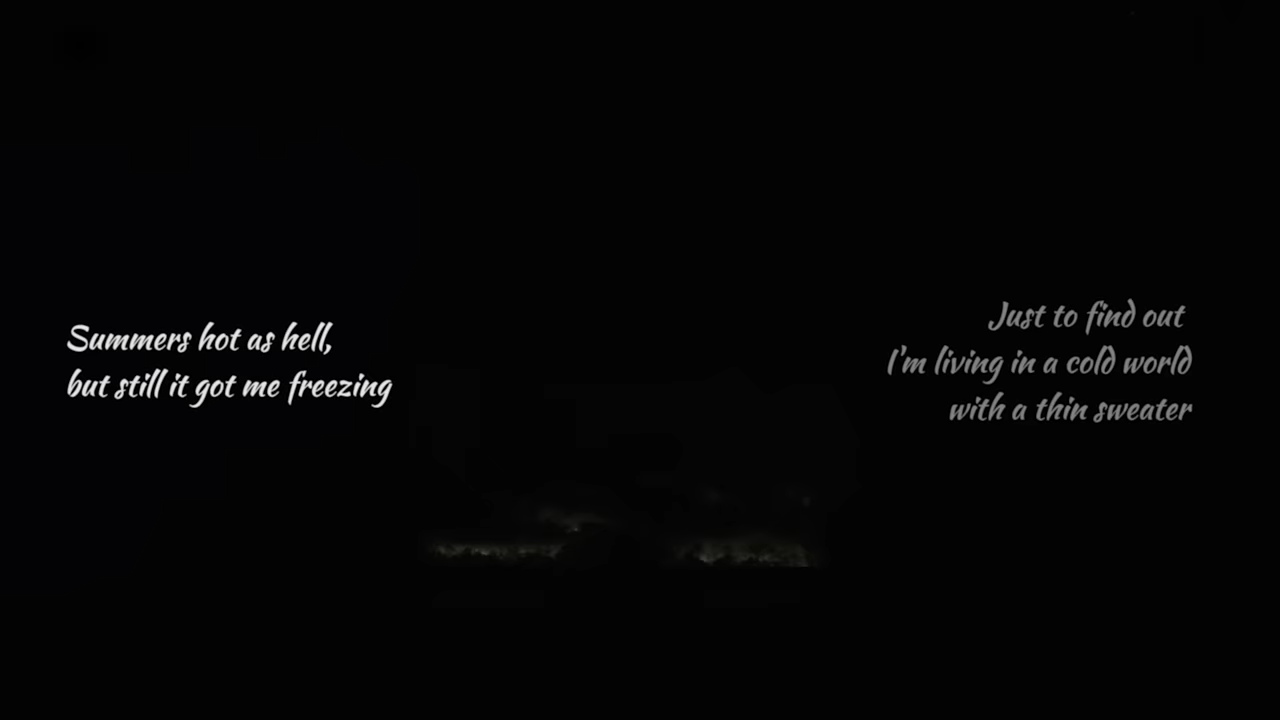 Summers hot as hell,
but still it got me freezing
Just to find out
I'm living in a cold world
with a thin sweater